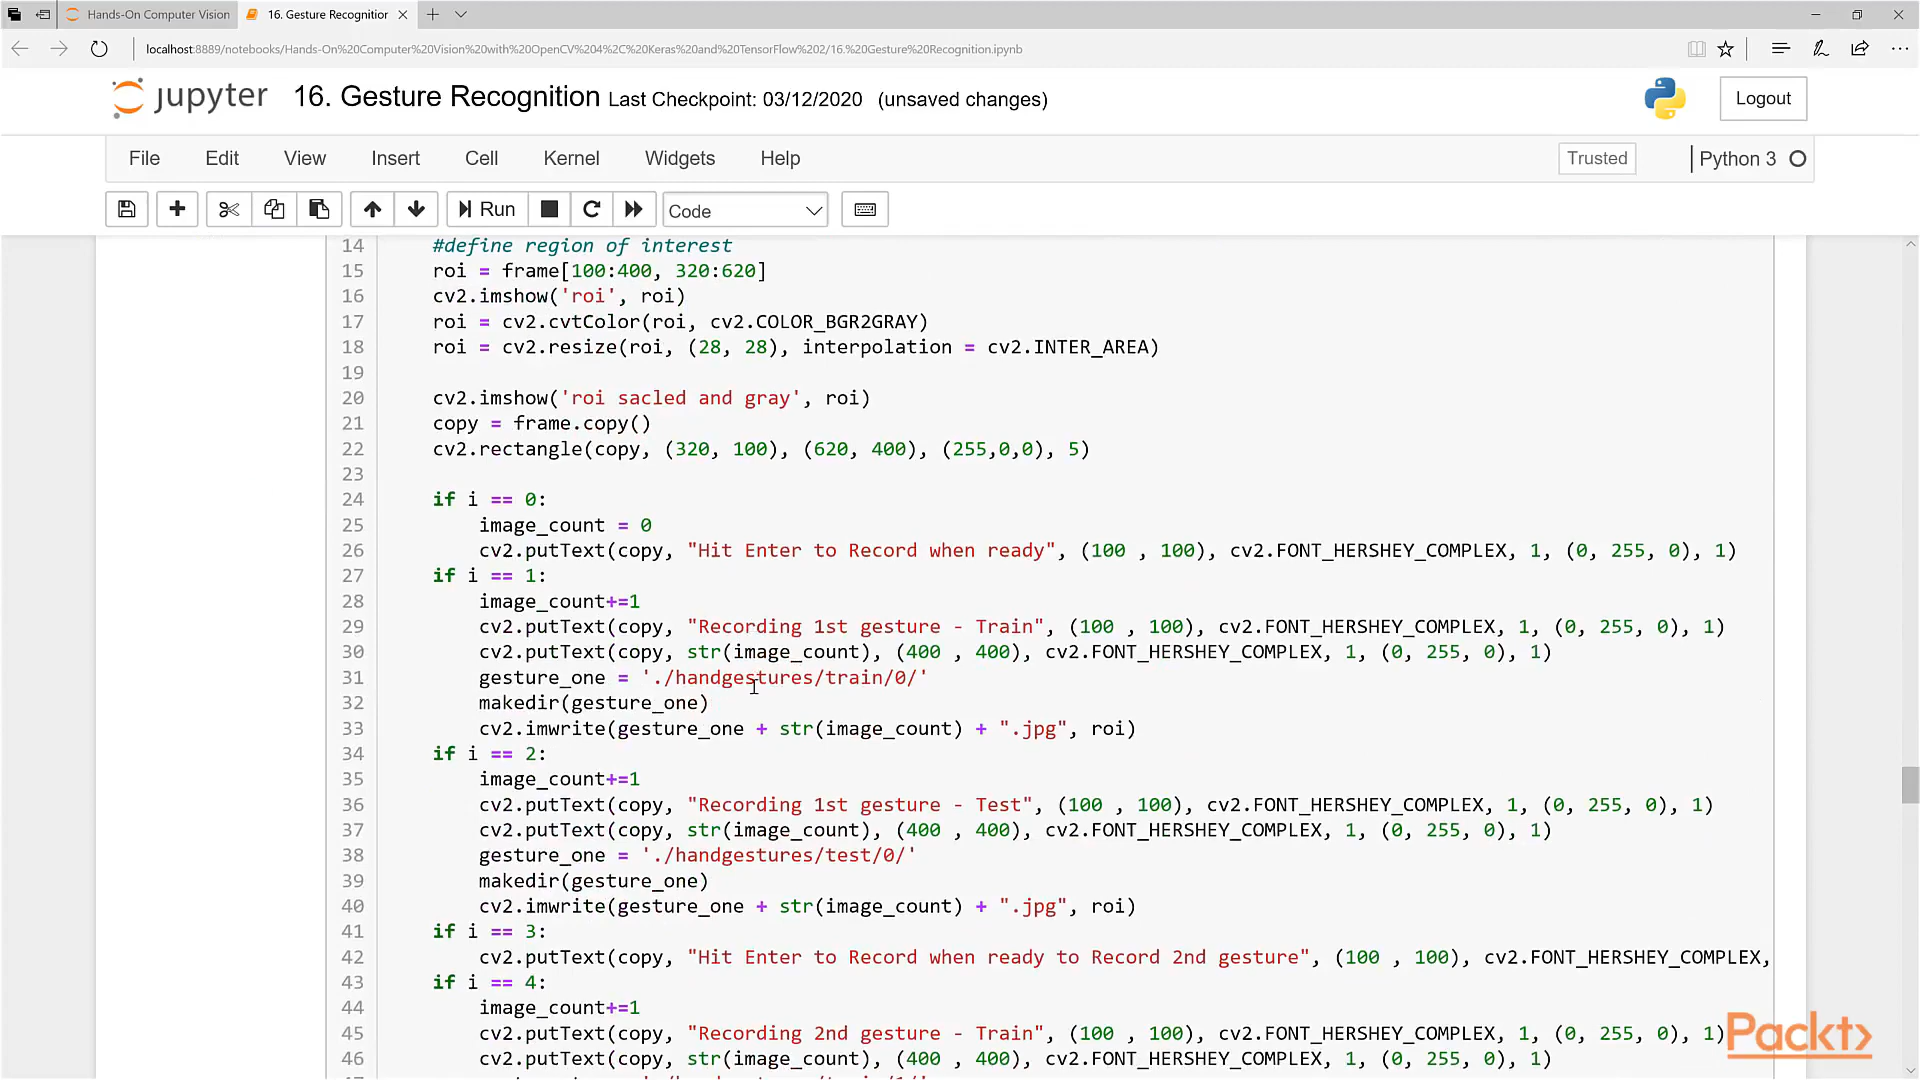 Hands-On Computer Vision
16. Gesture Recognition
localhost:8889/notebooks/Hands-On%20Computer%20Vision%20with%20OpenCV%204%2C%20Keras%20and%20TensorFlow%202/16.%20Gesture%20Recognition.ipynb
jupyter 16. Gesture Recognition Last Checkpoint: 03/12/2020 (unsaved changes)
Logout
File Edit View Insert Cell Kernel Widgets Help
Trusted
Python 3
Run
Code
14 #define region of interest
15 roi = frame[100:400, 320:620]
16 cv2.imshow('roi', roi)
17 roi = cv2.cvtColor(roi, cv2.COLOR_BGR2GRAY)
18 roi = cv2.resize(roi, (28, 28), interpolation = cv2.INTER_AREA)
19
20 cv2.imshow('roi sacled and gray', roi)
21 copy = frame.copy()
22 cv2.rectangle(copy, (320, 100), (620, 400), (255,0,0), 5)
23
24 if i == 0:
25 image_count = 0
26 cv2.putText(copy, "Hit Enter to Record when ready", (100 , 100), cv2.FONT_HERSHEY_COMPLEX, 1, (0, 255, 0), 1)
27 if i == 1:
28 image_count+=1
29 cv2.putText(copy, "Recording 1st gesture - Train", (100 , 100), cv2.FONT_HERSHEY_COMPLEX, 1, (0, 255, 0), 1)
30 cv2.putText(copy, str(image_count), (400 , 400), cv2.FONT_HERSHEY_COMPLEX, 1, (0, 255, 0), 1)
31 gesture_one = './handgestures/train/0/'
32 makedir(gesture_one)
33 cv2.imwrite(gesture_one + str(image_count) + ".jpg", roi)
34 if i == 2:
35 image_count+=1
36 cv2.putText(copy, "Recording 1st gesture - Test", (100 , 100), cv2.FONT_HERSHEY_COMPLEX, 1, (0, 255, 0), 1)
37 cv2.putText(copy, str(image_count), (400 , 400), cv2.FONT_HERSHEY_COMPLEX, 1, (0, 255, 0), 1)
38 gesture_one = './handgestures/test/0/'
39 makedir(gesture_one)
40 cv2.imwrite(gesture_one + str(image_count) + ".jpg", roi)
41 if i == 3:
42 cv2.putText(copy, "Hit Enter to Record when ready to Record 2nd gesture", (100 , 100), cv2.FONT_HERSHEY_COMPLEX,
43 if i == 4:
44 image_count+=1
45 cv2.putText(copy, "Recording 2nd gesture - Train", (100 , 100), cv2.FONT_HERSHEY_COMPLEX, 1, (0, 255, 0), 1)
46 cv2.putText(copy, str(image_count), (400 , 400), cv2.FONT_HERSHEY_COMPLEX, 1, (0, 255, 0), 1)
Packt>